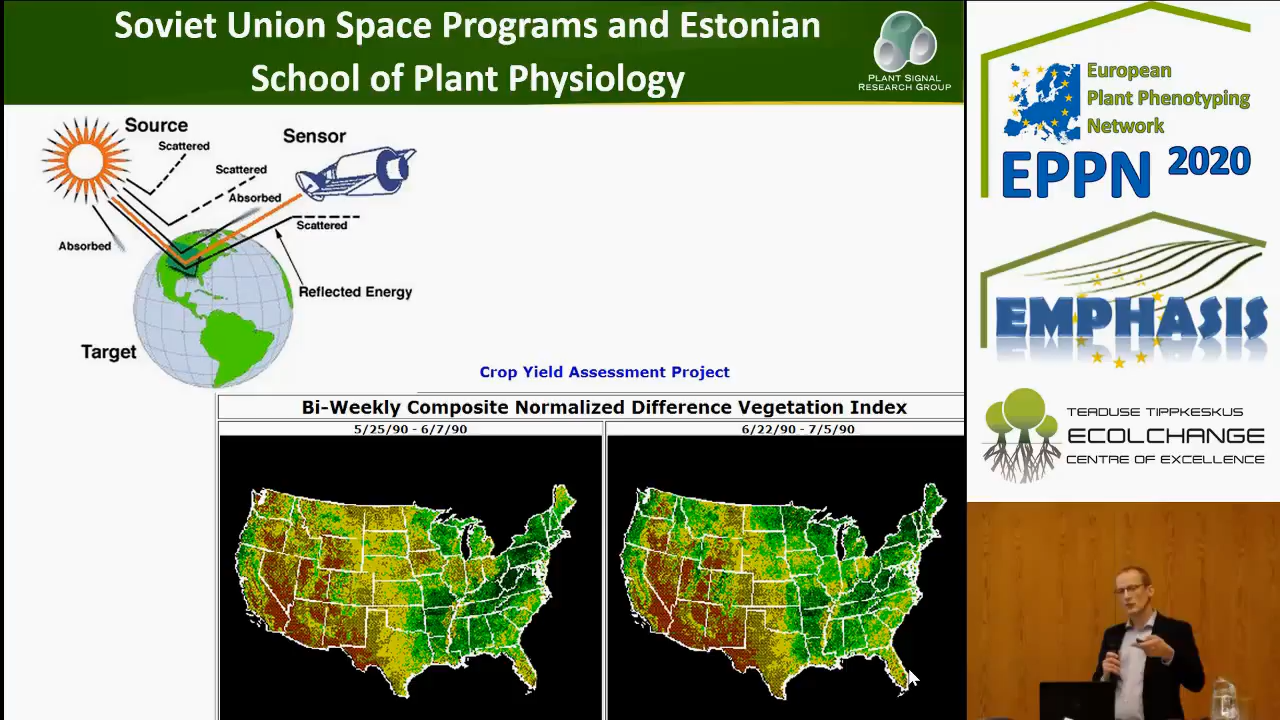 Soviet Union Space Programs and Estonian
School of Plant Physiology
PLANT SIGNAL
RESEARCH GROUP
Source
Scattered
Sensor
Scattered
Absorbed
Scattered
Absorbed
Reflected Energy
Target
Crop Yield Assessment Project
Bi-Weekly Composite Normalized Difference Vegetation Index
5/25/90 - 6/7/90
6/22/90 - 7/5/90
European
Plant Phenotyping
Network
EPPN 2020
EMPHASIS
TEADUSE TIPPKESKUS
ECOLCHANGE
CENTRE OF EXCELLENCE